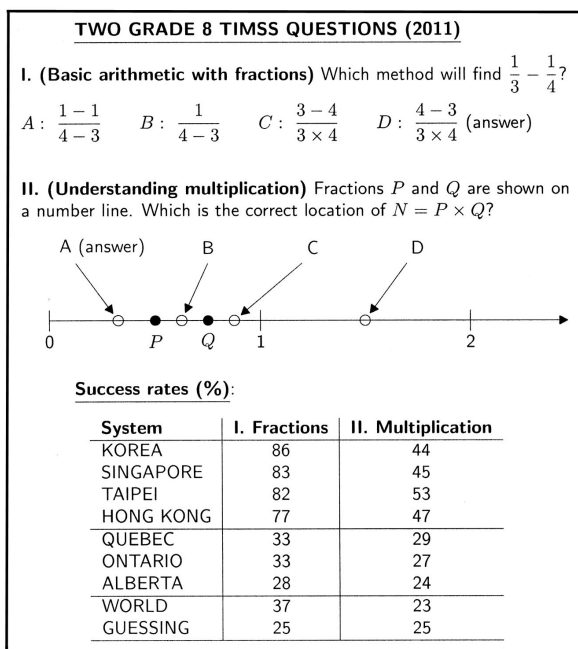 TWO GRADE 8 TIMSS QUESTIONS (2011)
I. (Basic arithmetic with fractions) Which method will find 1/3 − 1/4?
A : (1 − 1)/(4 − 3) B : 1/(4 − 3) C : (3 − 4)/(3 × 4) D : (4 − 3)/(3 × 4) (answer)
II. (Understanding multiplication) Fractions P and Q are shown on
a number line. Which is the correct location of N = P × Q?
A (answer) B C D
0 P Q 1 2
Success rates (%):
System I. Fractions II. Multiplication
KOREA 86 44
SINGAPORE 83 45
TAIPEI 82 53
HONG KONG 77 47
QUEBEC 33 29
ONTARIO 33 27
ALBERTA 28 24
WORLD 37 23
GUESSING 25 25